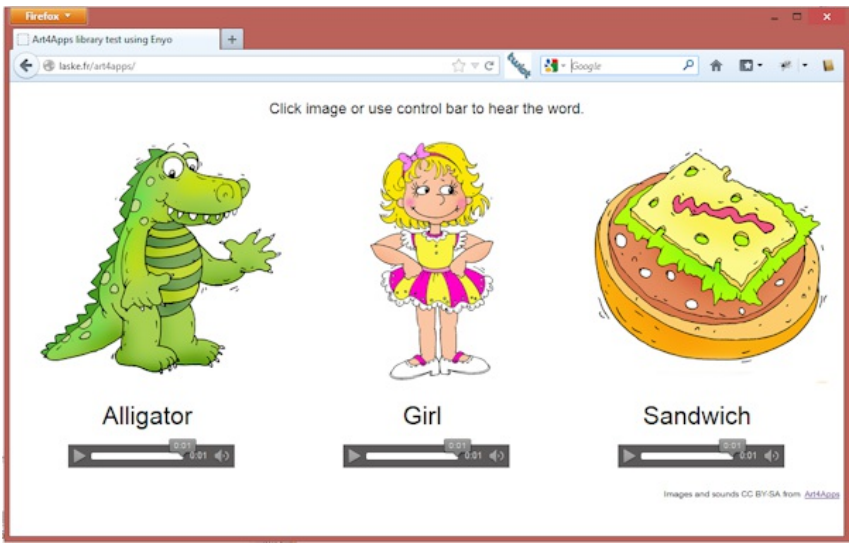 Firefox
Art4Apps library test using Enyo
laske.fr/art4apps/
twist
Google
Click image or use control bar to hear the word.
Alligator
Girl
Sandwich
0:01
0:01
0:01
0:01
0:01
0:01
Images and sounds CC BY-SA from Art4Apps